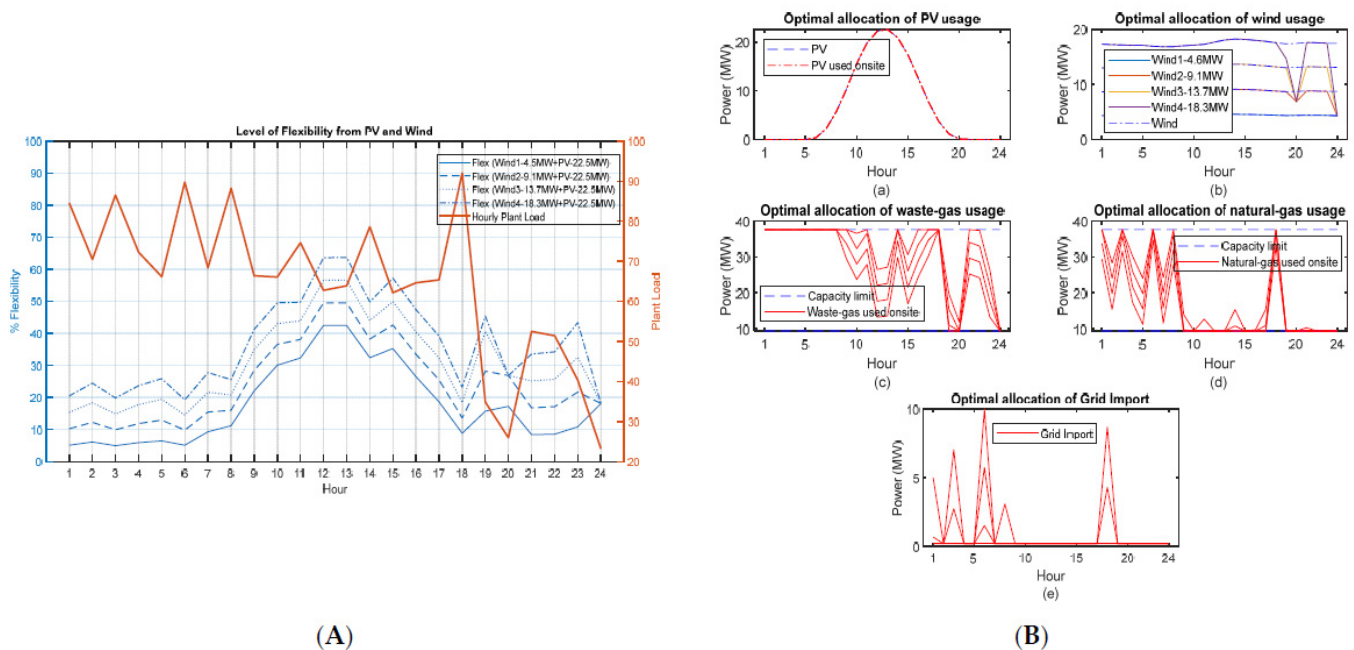 Level of Flexibility from PV and Wind
% Flexibility
100
90
80
70
60
50
40
30
20
10
0
Flex (Wind1-4.5MW+PV-22.5MW)
Flex (Wind2-9.1MW+PV-22.5MW)
Flex (Wind3-13.7MW+PV-22.5MW)
Flex (Wind4-18.3MW+PV-22.5MW)
Hourly Plant Load
100
90
80
70
60
50
40
30
20
Plant Load
1 2 3 4 5 6 7 8 9 10 11 12 13 14 15 16 17 18 19 20 21 22 23 24
Hour
(A)
Optimal allocation of PV usage
Power (MW)
20
10
0
PV
PV used onsite
1 5 10 15 20 24
Hour
(a)
Optimal allocation of wind usage
Power (MW)
20
10
0
Wind1-4.6MW
Wind2-9.1MW
Wind3-13.7MW
Wind4-18.3MW
Wind
1 5 10 15 20 24
Hour
(b)
Optimal allocation of waste-gas usage
Power (MW)
40
30
20
10
Capacity limit
Waste-gas used onsite
1 5 10 15 20 24
Hour
(c)
Optimal allocation of natural-gas usage
Power (MW)
40
30
20
10
Capacity limit
Natural-gas used onsite
1 5 10 15 20 24
Hour
(d)
Optimal allocation of Grid Import
Power (MW)
10
5
0
Grid Import
1 5 10 15 20 24
Hour
(e)
(B)